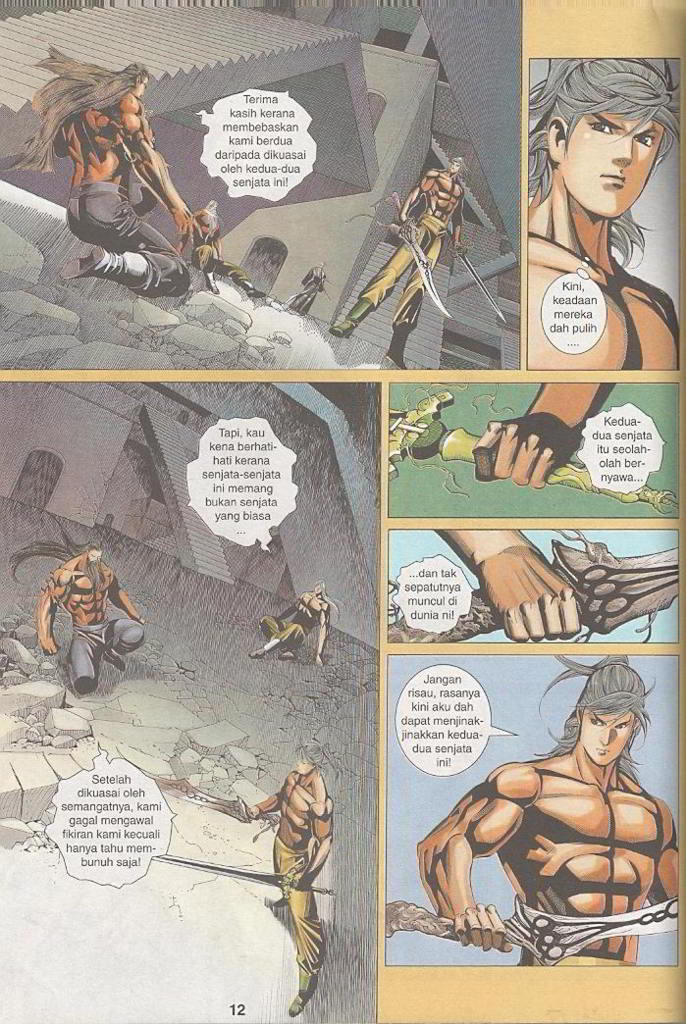 Terima
kasih kerana
membebaskan
kami berdua
daripada dikuasai
oleh kedua-dua
senjata ini!
Kini,
keadaan
mereka
dah pulih
....
Tapi, kau
kena berhati-
hati kerana
senjata-senjata
ini memang
bukan senjata
yang biasa
...
Setelah
dikuasai oleh
semangatnya, kami
gagal mengawal
fikiran kami kecuali
hanya tahu mem-
bunuh saja!
Kedua-
dua senjata
itu seolah-
olah ber-
nyawa...
...dan tak
sepatutnya
muncul di
dunia ni!
Jangan
risau, rasanya
kini aku dah
dapat menjinak-
jinakkan kedua-
dua senjata
ini!
12